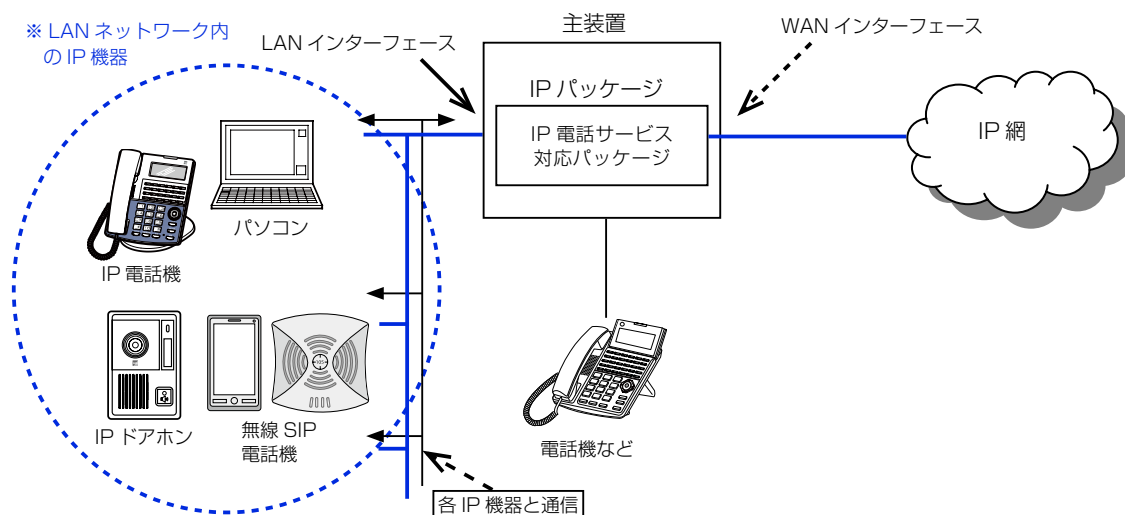 ※ LAN ネットワーク内
の IP 機器
LAN インターフェース
主装置
WAN インターフェース
IP パッケージ
IP 電話サービス
対応パッケージ
IP 網
パソコン
IP 電話機
IP ドアホン
無線 SIP
電話機
電話機など
各 IP 機器と通信